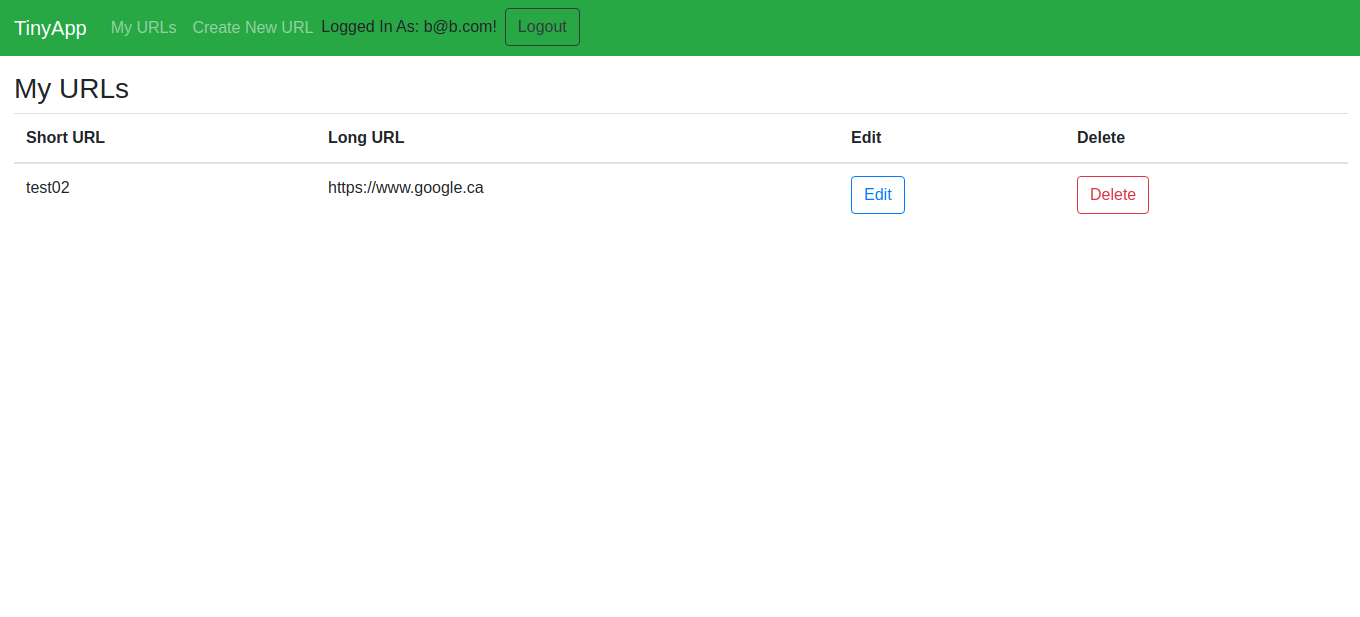 TinyApp My URLs Create New URL Logged In As: b@b.com! Logout
My URLs
Short URL Long URL Edit Delete
test02 https://www.google.ca Edit Delete